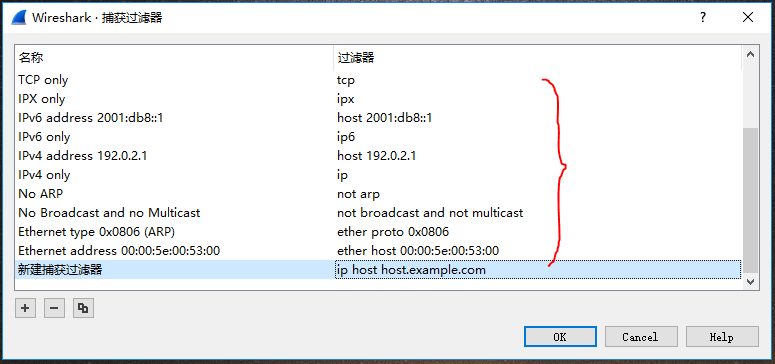 Wireshark · 捕获过滤器
名称 过滤器
TCP only tcp
IPX only ipx
IPv6 address 2001:db8::1 host 2001:db8::1
IPv6 only ip6
IPv4 address 192.0.2.1 host 192.0.2.1
IPv4 only ip
No ARP not arp
No Broadcast and no Multicast not broadcast and not multicast
Ethernet type 0x0806 (ARP) ether proto 0x0806
Ethernet address 00:00:5e:00:53:00 ether host 00:00:5e:00:53:00
新建捕获过滤器 ip host host.example.com
OK Cancel Help